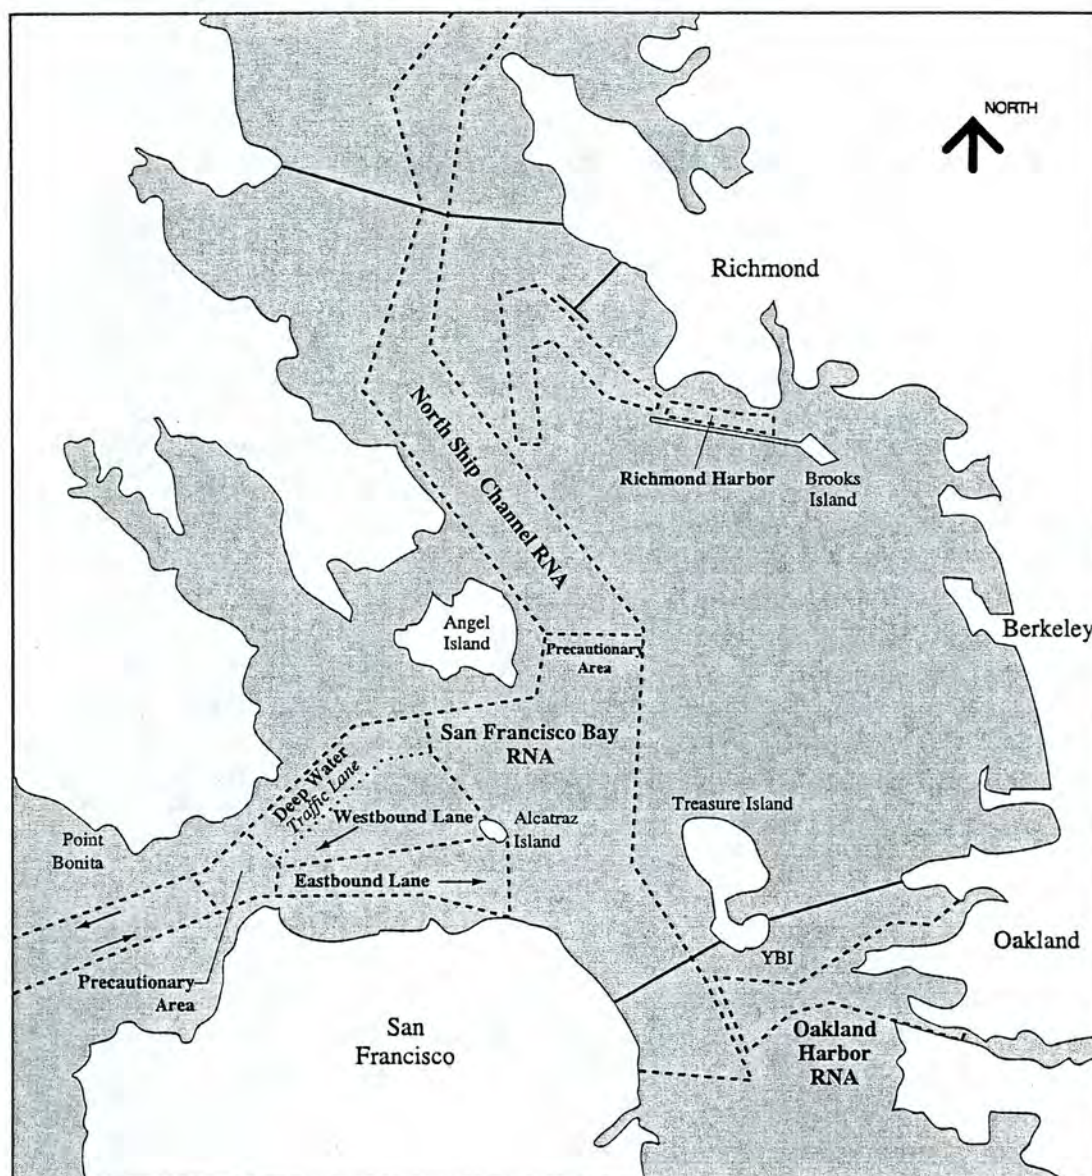 NORTH
Richmond
North Ship Channel RNA
Richmond Harbor
Brooks
Island
Angel
Island
Berkeley
Precautionary
Area
San Francisco Bay
RNA
Deep Water
Traffic Lane
Treasure Island
Westbound Lane
Alcatraz
Island
Point
Bonita
Eastbound Lane
YBI
Oakland
Precautionary
Area
San
Francisco
Oakland
Harbor
RNA